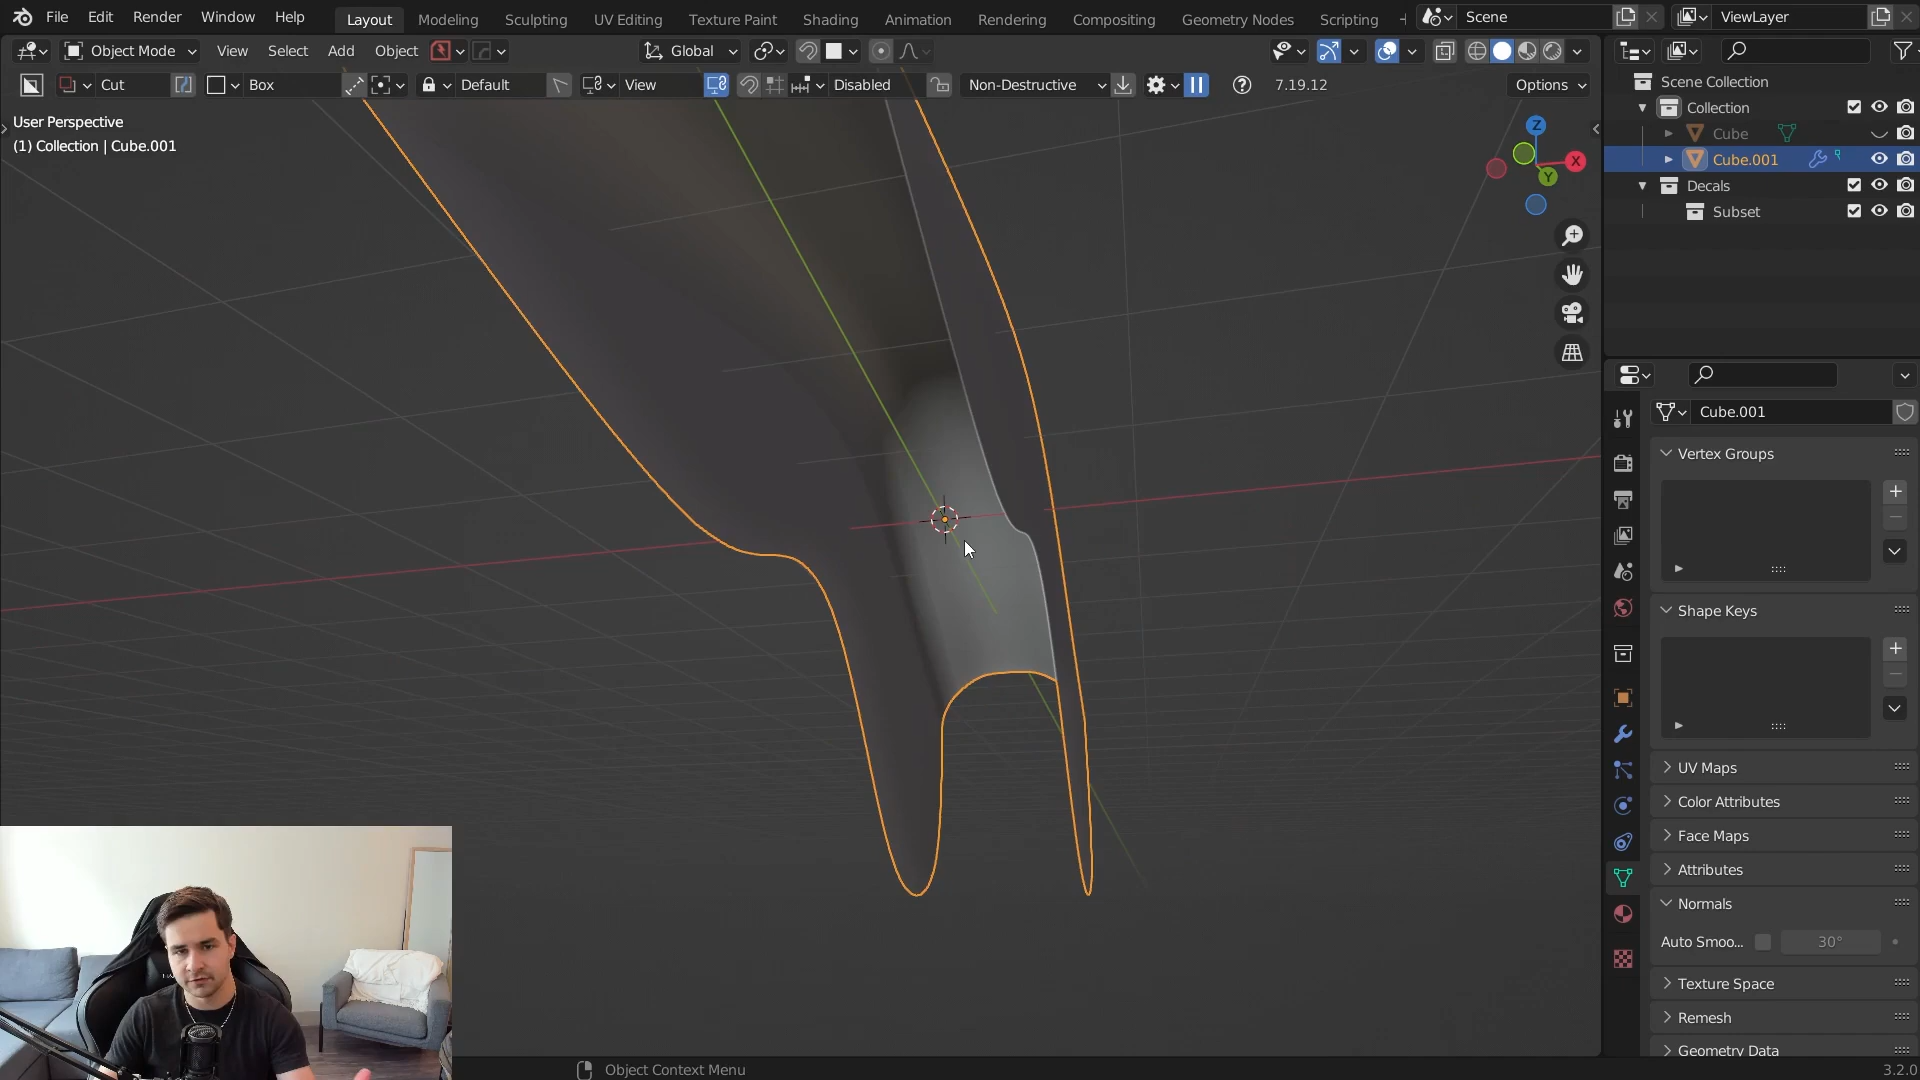 File Edit Render Window Help Layout Modeling Sculpting UV Editing Texture Paint Shading Animation Rendering Compositing Geometry Nodes Scripting + Scene ViewLayer
Object Mode View Select Add Object Global
Cut Box Default View Disabled Non-Destructive 7.19.12 Options
User Perspective
(1) Collection | Cube.001
Z
X
Y
Scene Collection
Collection
Cube
Cube.001
Decals
Subset
Cube.001
Vertex Groups
Shape Keys
UV Maps
Color Attributes
Face Maps
Attributes
Normals
Auto Smoo... 30°
Texture Space
Remesh
Geometry Data
Object Context Menu
3.2.0